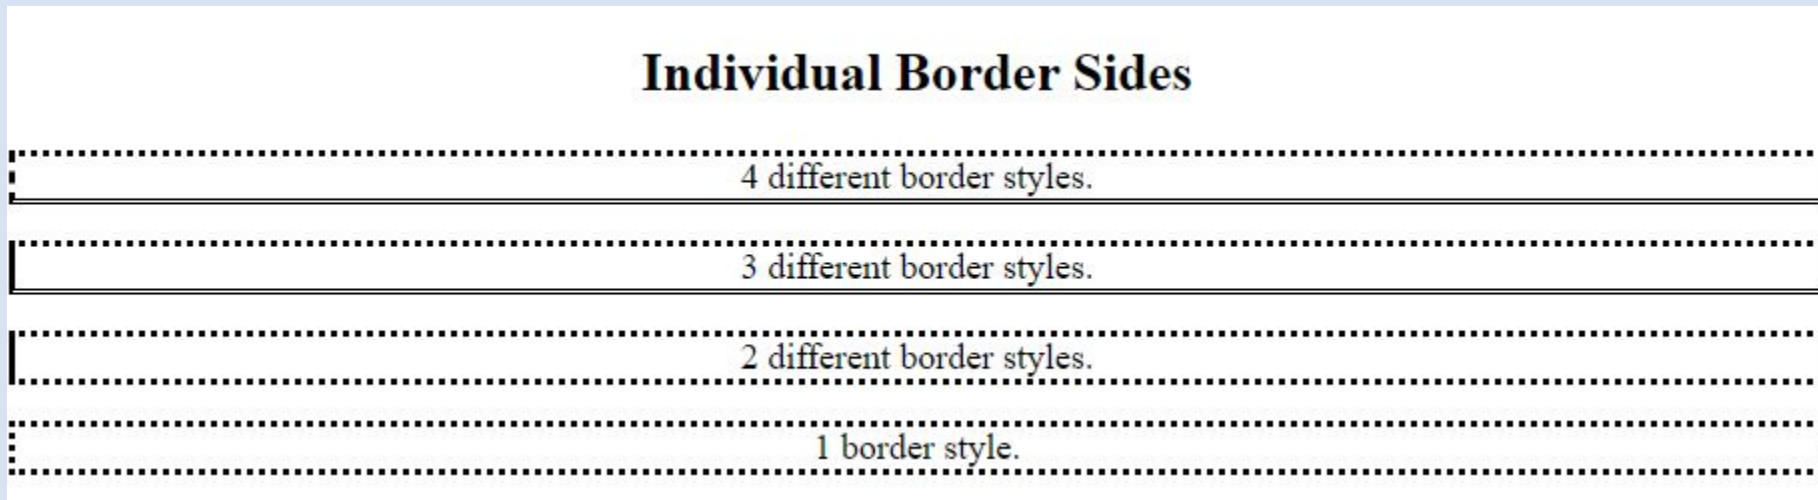 Individual Border Sides
4 different border styles.
3 different border styles.
2 different border styles.
1 border style.